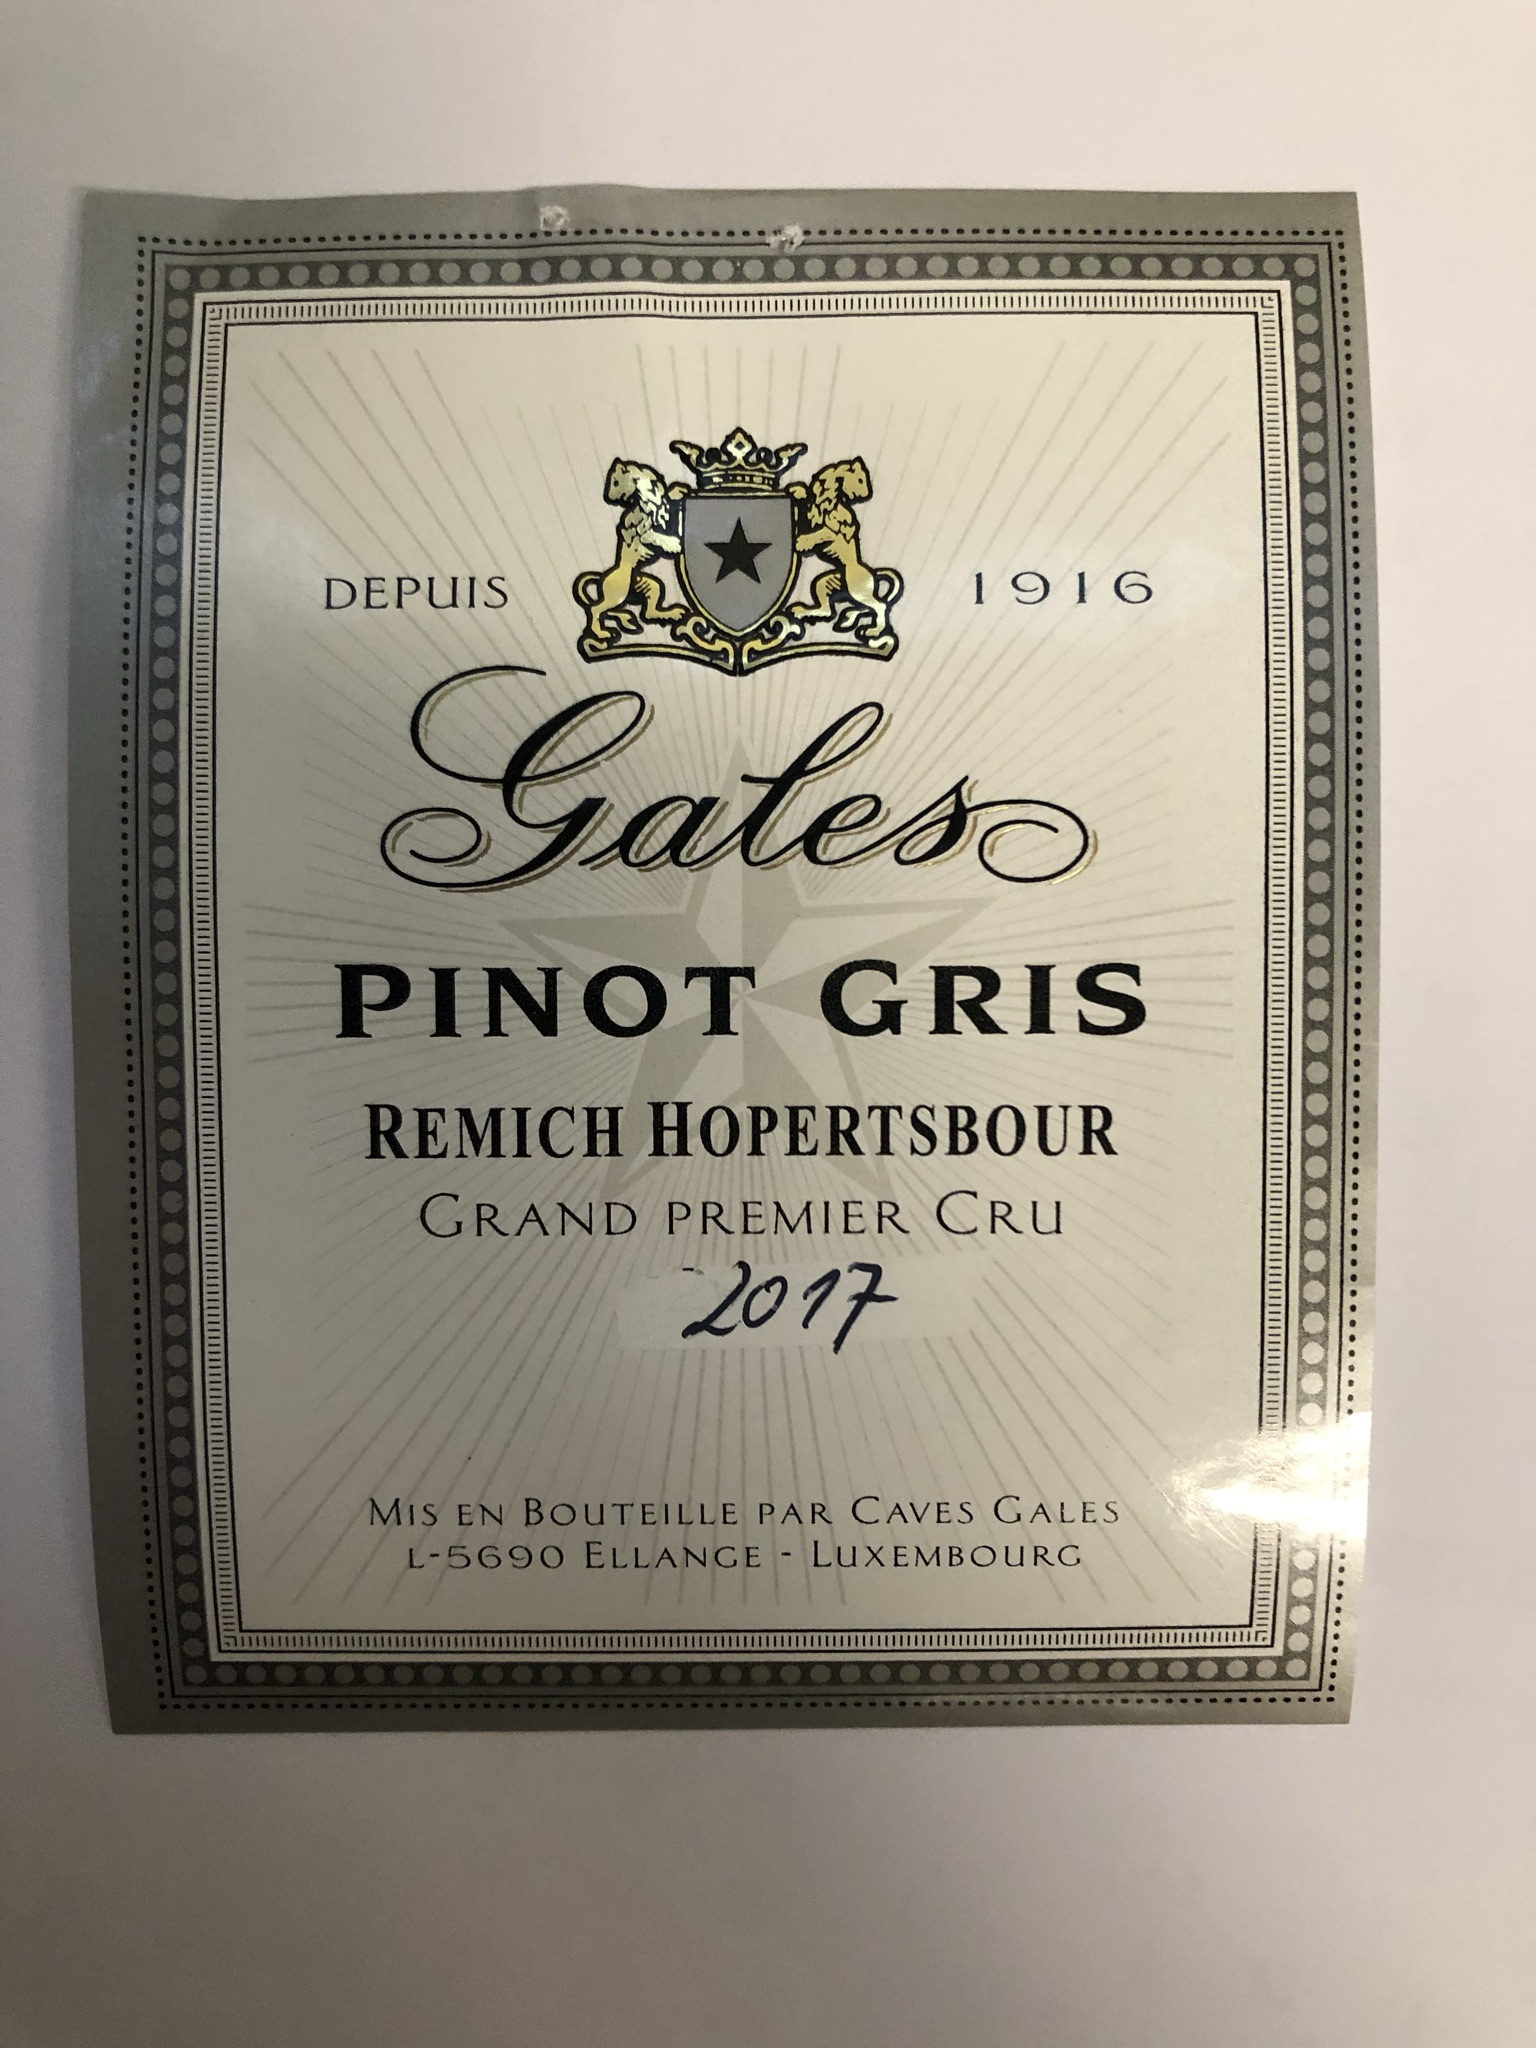 DEPUIS 1916
Gales
PINOT GRIS
REMICH HOPERTSBOUR
GRAND PREMIER CRU
2017
MIS EN BOUTEILLE PAR CAVES GALES
L-5690 ELLANGE - LUXEMBOURG